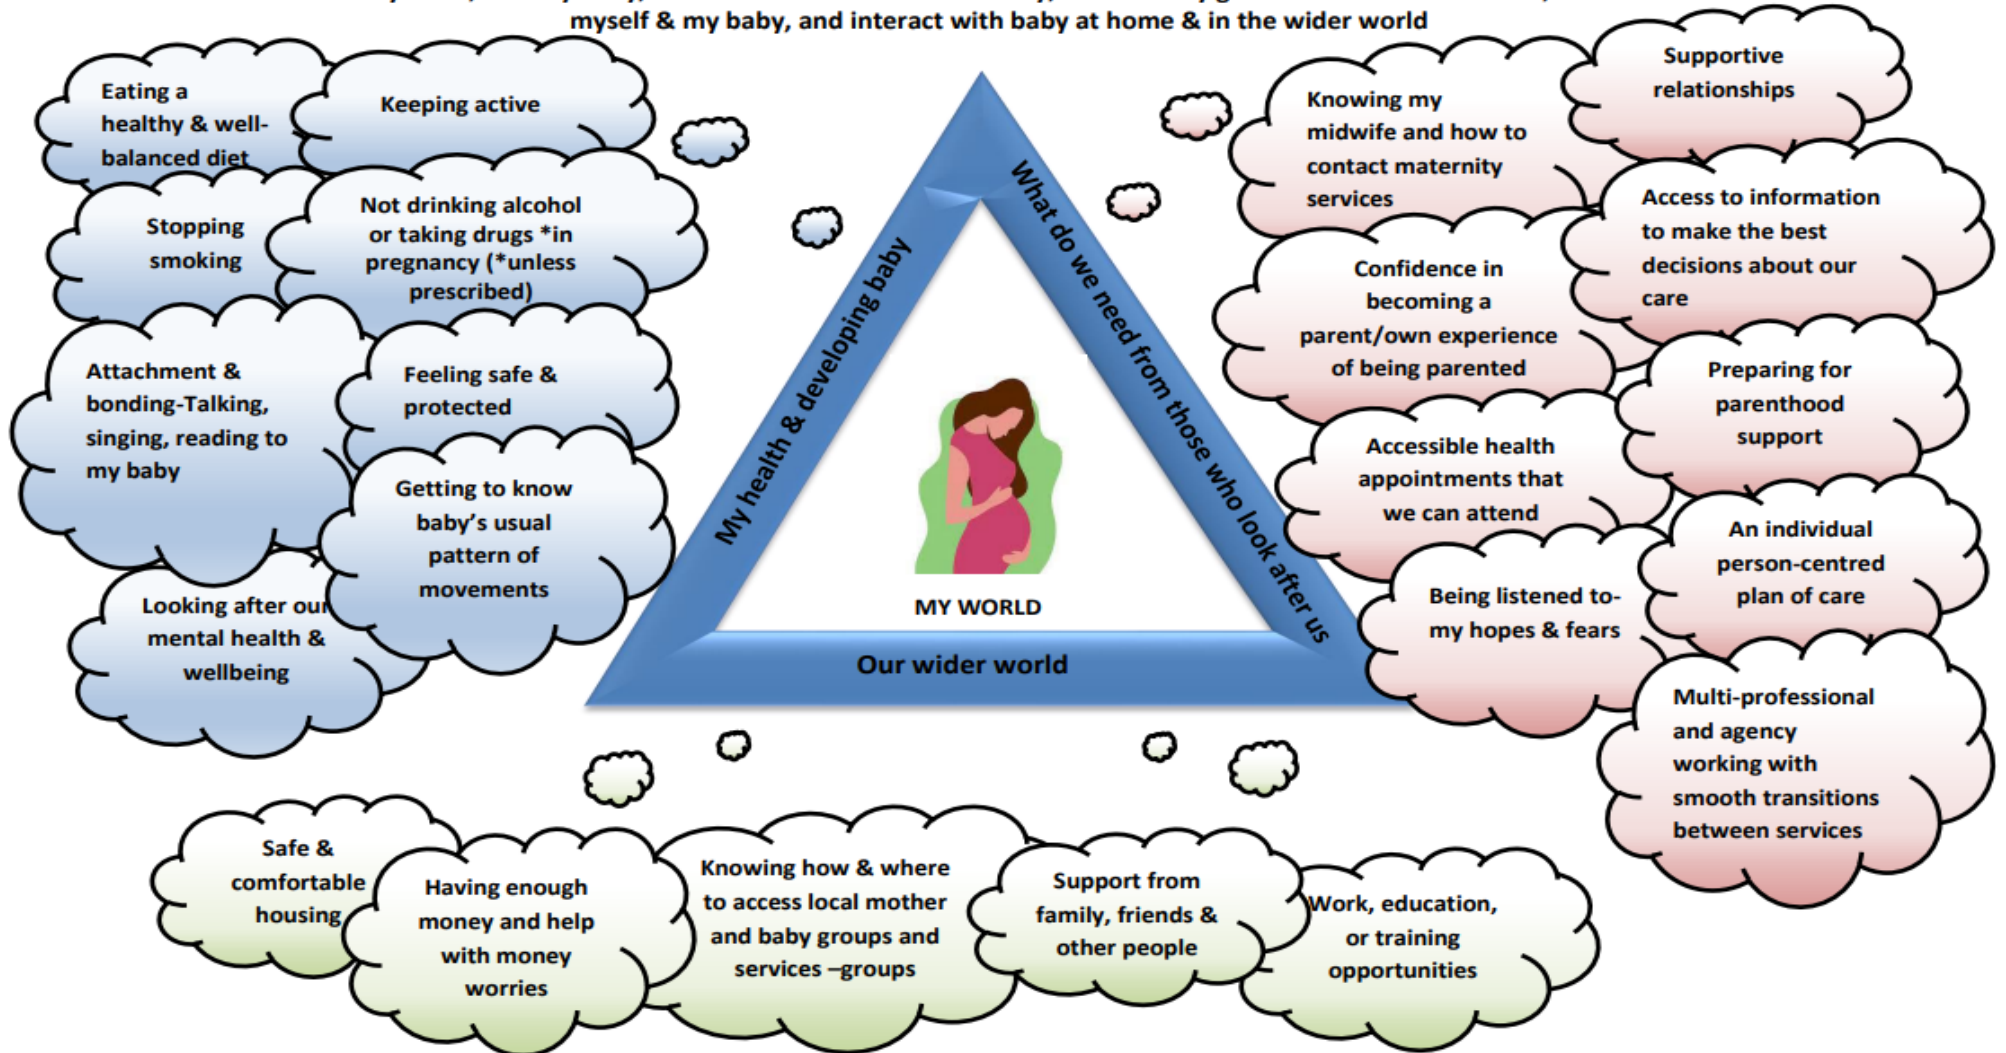 myself & my baby, and interact with baby at home & in the wider world
Eating a
healthy & well-
balanced diet
Keeping active
Stopping
smoking
Not drinking alcohol
or taking drugs *in
pregnancy (*unless
prescribed)
Attachment &
bonding-Talking,
singing, reading to
my baby
Feeling safe &
protected
Getting to know
baby’s usual
pattern of
movements
Looking after our
mental health &
wellbeing
My health & developing baby
What do we need from those who look after us
MY WORLD
Our wider world
Knowing my
midwife and how to
contact maternity
services
Supportive
relationships
Access to information
to make the best
decisions about our
care
Confidence in
becoming a
parent/own experience
of being parented
Preparing for
parenthood
support
Accessible health
appointments that
we can attend
An individual
person-centred
plan of care
Being listened to-
my hopes & fears
Multi-professional
and agency
working with
smooth transitions
between services
Safe &
comfortable
housing
Having enough
money and help
with money
worries
Knowing how & where
to access local mother
and baby groups and
services –groups
Support from
family, friends &
other people
Work, education,
or training
opportunities